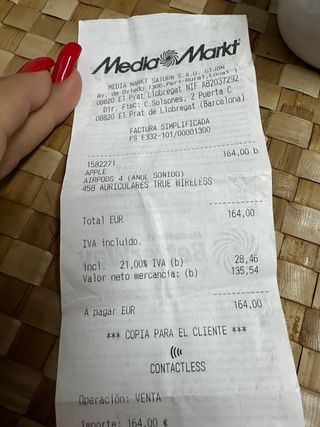 MediaMarkt
MEDIA MARKT SATURN S.A.U. GIJON
Av. de Oviedo 1306,Peri-Rural,Local 1
08820 El Prat Llobregat NIF A82037292
Dir. Fisc: C.Solsones, 2 Puerta C
08820 El Prat de Llobregat (Barcelona)
FACTURA SIMPLIFICADA
FS E332-101/00001300
164,00 b
1582271
APPLE
AIRPODS 4 (ANUL SONIDO)
458 AURICULARES TRUE WIRELESS
Total EUR 164,00
IVA incluido.
incl. 21,00% IVA (b) 28,46
Valor neto mercancia: (b) 135,54
A pagar EUR 164,00
*** COPIA PARA EL CLIENTE ***
CONTACTLESS
Operación: VENTA
Importe: 164,00 €